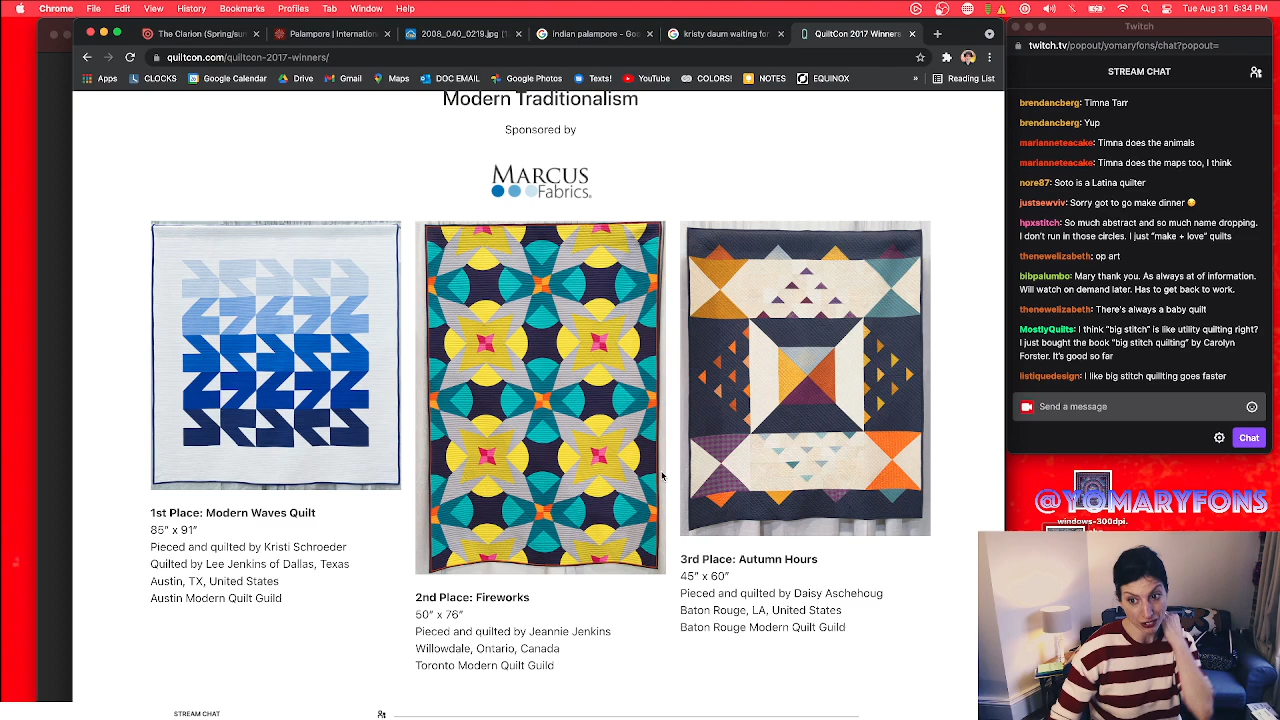 Chrome File Edit View History Bookmarks Profiles Tab Window Help
Tue Aug 31 6:34 PM
The Clarion (Spring/sun
Palampore | International
2008_040_0219.jpg
Indian palampore - Goo
kristy daum waiting for
QuiltCon 2017 Winners
quiltcon.com/quiltcon-2017-winners/
Apps CLOCKS Google Calendar Drive Gmail Maps DOC EMAIL Google Photos Texts! YouTube COLORS! NOTES EQUINOX » Reading List
Modern Traditionalism
Sponsored by
MARCUS
Fabrics
1st Place: Modern Waves Quilt
85" x 91"
Pieced and quilted by Kristi Schroeder
Quilted by Lee Jenkins of Dallas, Texas
Austin, TX, United States
Austin Modern Quilt Guild
2nd Place: Fireworks
50" x 76"
Pieced and quilted by Jeannie Jenkins
Willowdale, Ontario, Canada
Toronto Modern Quilt Guild
3rd Place: Autumn Hours
45" x 60"
Pieced and quilted by Daisy Aschehoug
Baton Rouge, LA, United States
Baton Rouge Modern Quilt Guild
STREAM CHAT
Twitch
twitch.tv/popout/yomaryfons/chat?popout=
STREAM CHAT
brendancberg: Timna Tarr
brendancberg: Yup
marianneteacake: Timna does the animals
marianneteacake: Timna does the maps too, I think
nore87: Soto is a Latina quilter
justsewviv: Sorry got to go make dinner
hpxstitch: So much abstract and so much name dropping.
I don't run in those circles. I just "make + love" quilts
thenewelizabeth: op art
bibpalumbo: Mary thank you. As always at of information.
Will watch on demand later. Has to get back to work.
thenewelizabeth: There's always a baby quilt
MostlyQuilts: I think "big stitch" is like utility quilting right?
I just bought the book "big stitch quilting" by Carolyn
Forster. It's good so far
listiquedesign: I like big stitch quillting goes faster
Send a message
Chat
@YOMARYFONS
windows-300dpi.